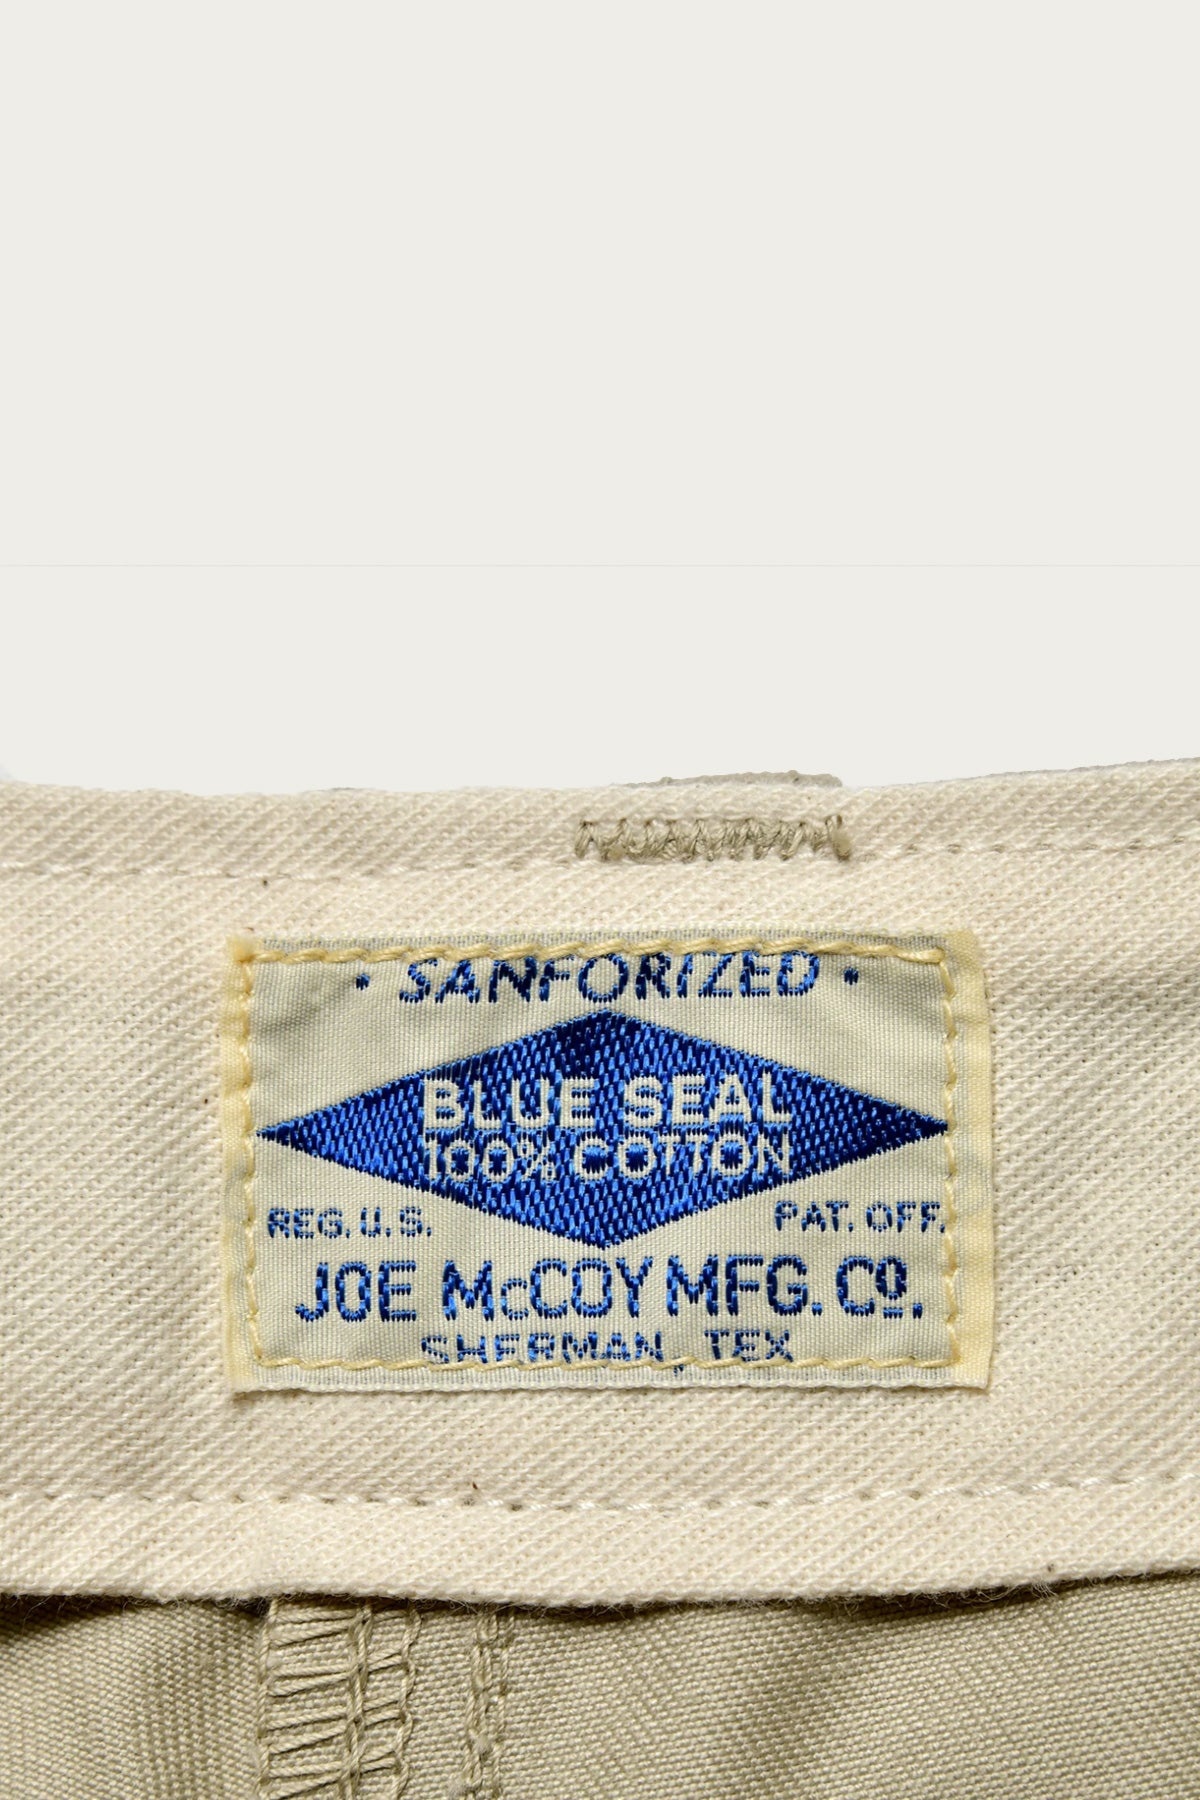 • SANFORIZED •
BLUE SEAL
100% COTTON
REG. U.S. PAT. OFF.
JOE McCOY MFG. Co.
SHERMAN, TEX